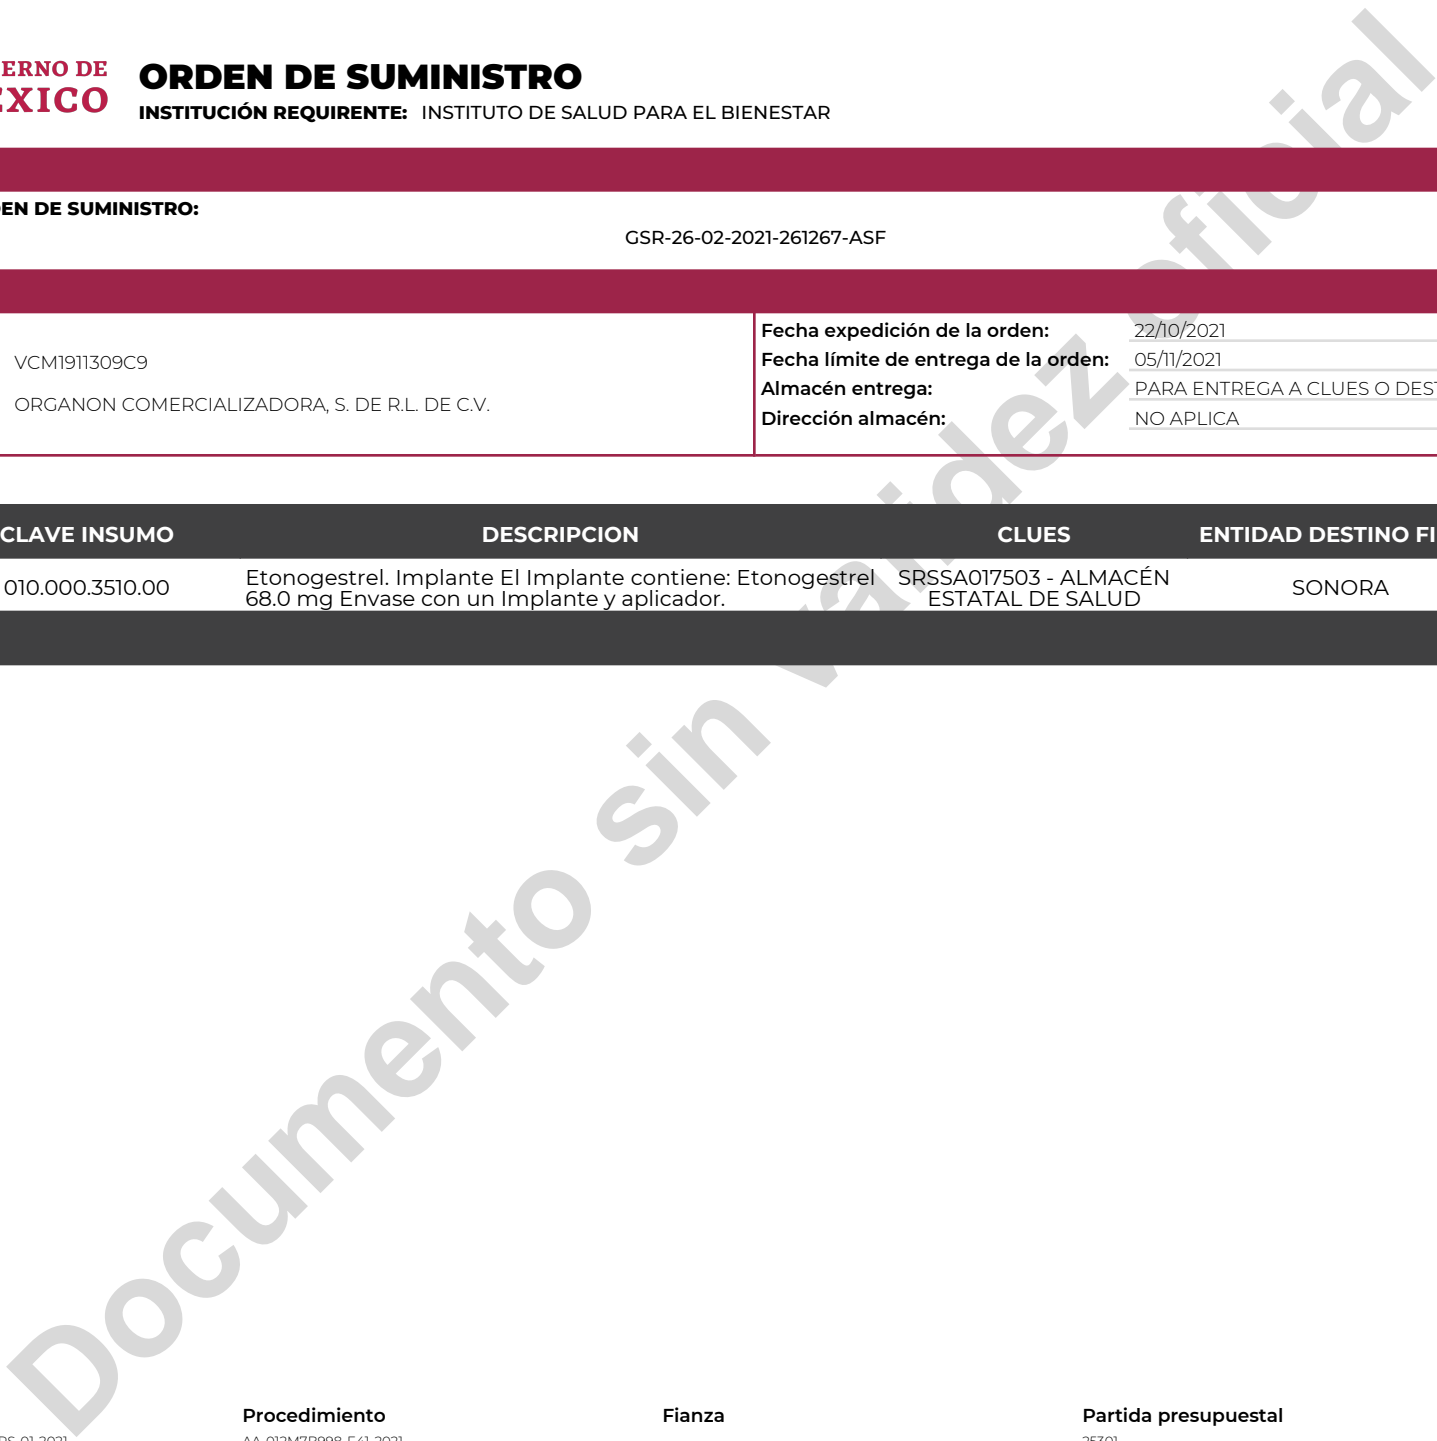 ERNO DE
EXICO
ORDEN DE SUMINISTRO
INSTITUCIÓN REQUIRENTE: INSTITUTO DE SALUD PARA EL BIENESTAR
EN DE SUMINISTRO:
GSR-26-02-2021-261267-ASF
VCM1911309C9
ORGANON COMERCIALIZADORA, S. DE R.L. DE C.V.
Fecha expedición de la orden: 22/10/2021
Fecha límite de entrega de la orden: 05/11/2021
Almacén entrega: PARA ENTREGA A CLUES O DEST
Dirección almacén: NO APLICA
CLAVE INSUMO DESCRIPCION CLUES ENTIDAD DESTINO FI
010.000.3510.00 Etonogestrel. Implante El Implante contiene: Etonogestrel SRSSA017503 - ALMACÉN SONORA
68.0 mg Envase con un Implante y aplicador. ESTATAL DE SALUD
Documento sin validez oficial
Procedimiento Fianza Partida presupuestal